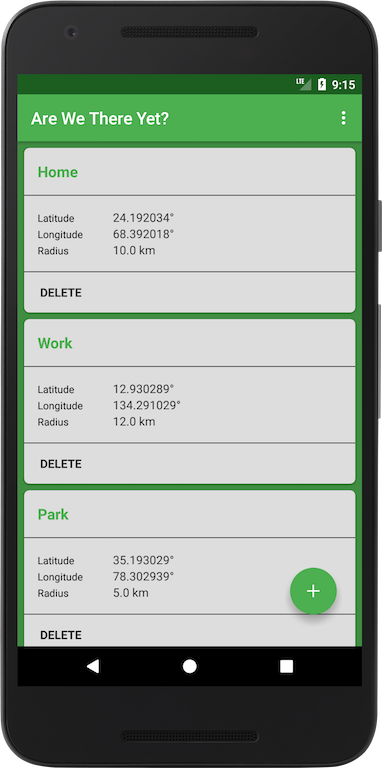 LTE 9:15
Are We There Yet?
Home
Latitude 24.192034°
Longitude 68.392018°
Radius 10.0 km
DELETE
Work
Latitude 12.930289°
Longitude 134.291029°
Radius 12.0 km
DELETE
Park
Latitude 35.193029°
Longitude 78.302939°
Radius 5.0 km
+
DELETE